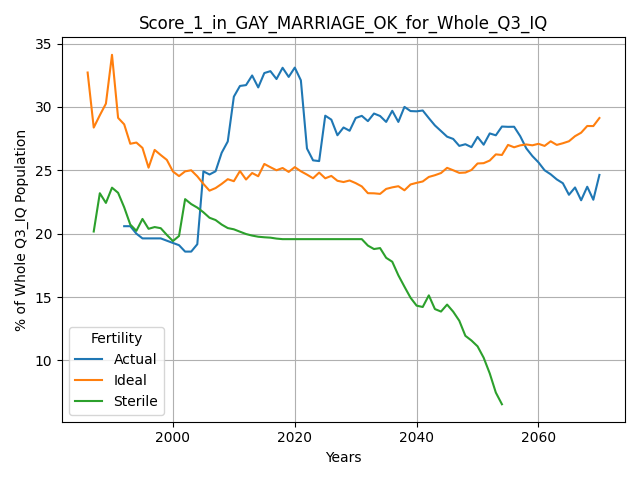 Score_1_in_GAY_MARRIAGE_OK_for_Whole_Q3_IQ
% of Whole Q3_IQ Population
35
30
25
20
15
10
Fertility
Actual
Ideal
Sterile
2000
2020
2040
2060
Years